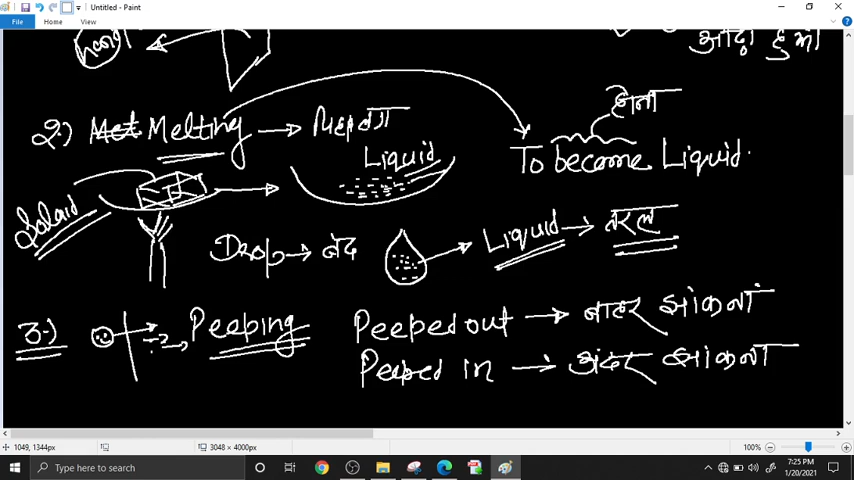 Untitled - Paint
File Home View
2.) Melting → पिघलना
होना
To become Liquid.
Liquid
Solaid
Drop → बूंद
Liquid → तरल
3.) Peeping
Peeped out → बाहर झांकना
Peeped in → अंदर झांकना
1049, 1344px
3048 × 4000px
100%
Type here to search
7:25 PM
1/20/2021